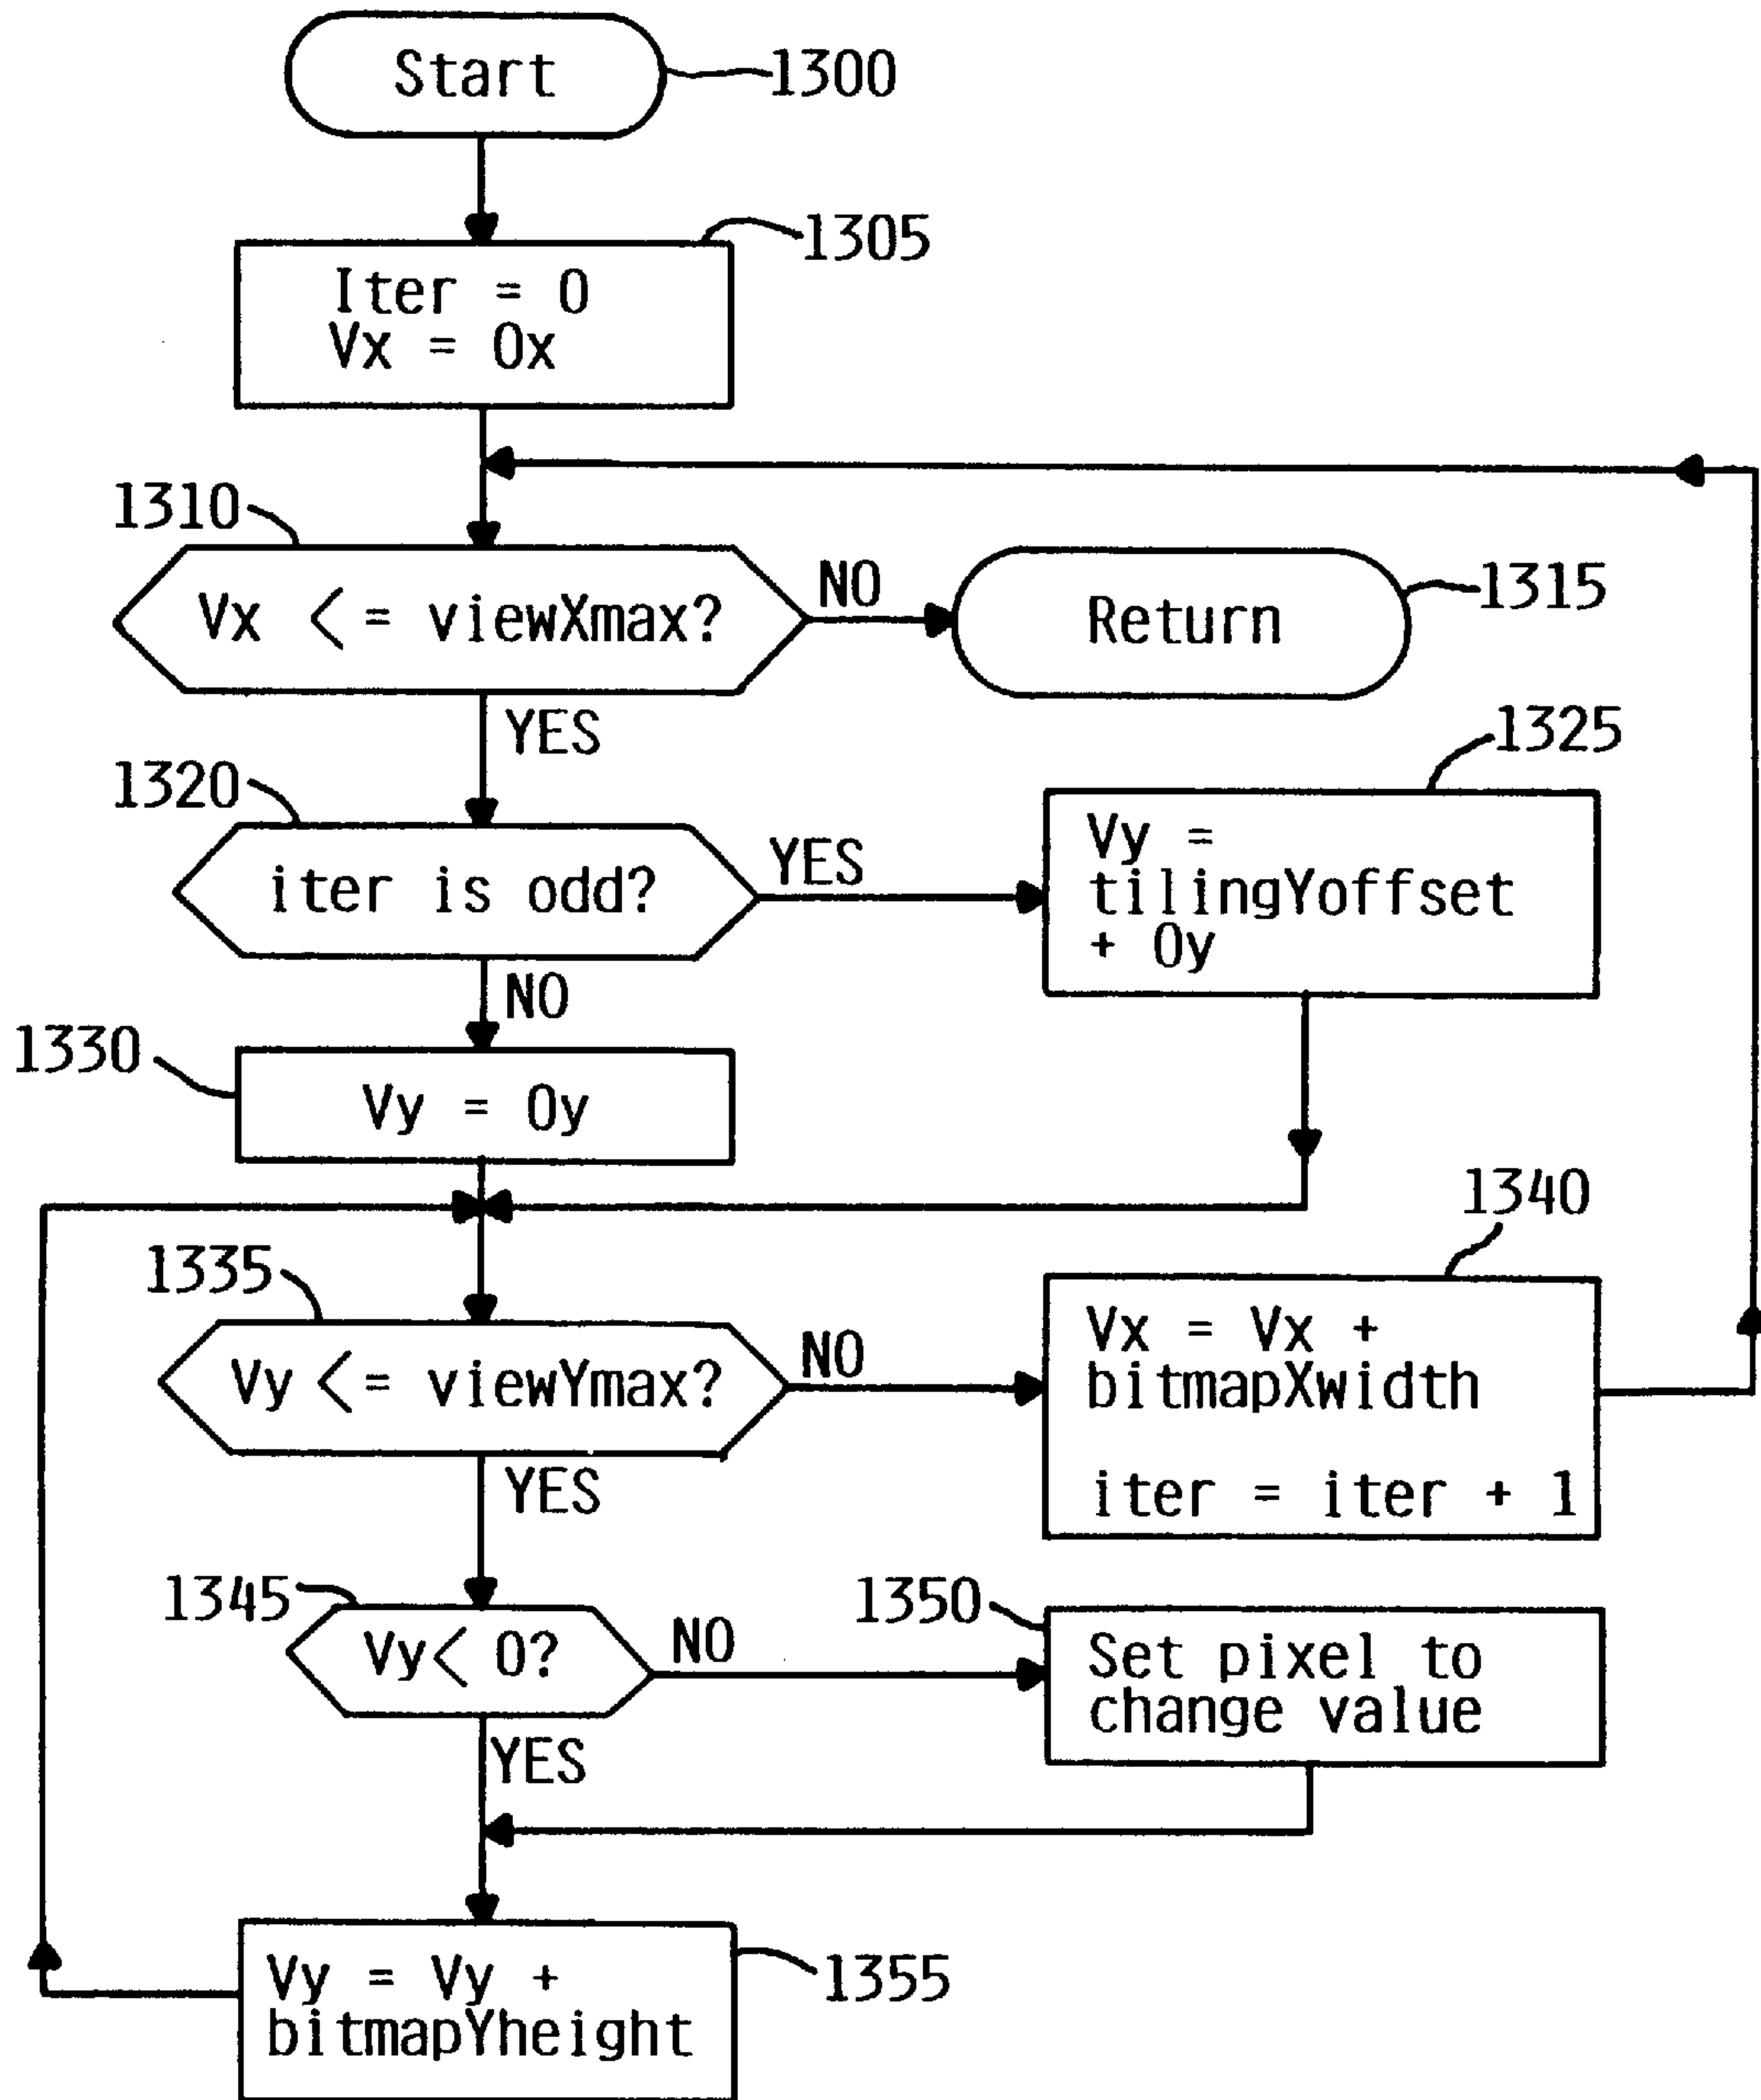 Start
1300
1305
Iter = 0
Vx = Ox
1310
Vx <= viewXmax?
NO
Return
1315
YES
1320
iter is odd?
YES
1325
Vy =
tilingYoffset
+ Oy
NO
1330
Vy = Oy
1335
Vy <= viewYmax?
NO
1340
Vx = Vx +
bitmapXwidth
iter = iter + 1
YES
1345
Vy< 0?
NO
1350
Set pixel to
change value
YES
1355
Vy = Vy +
bitmapYheight